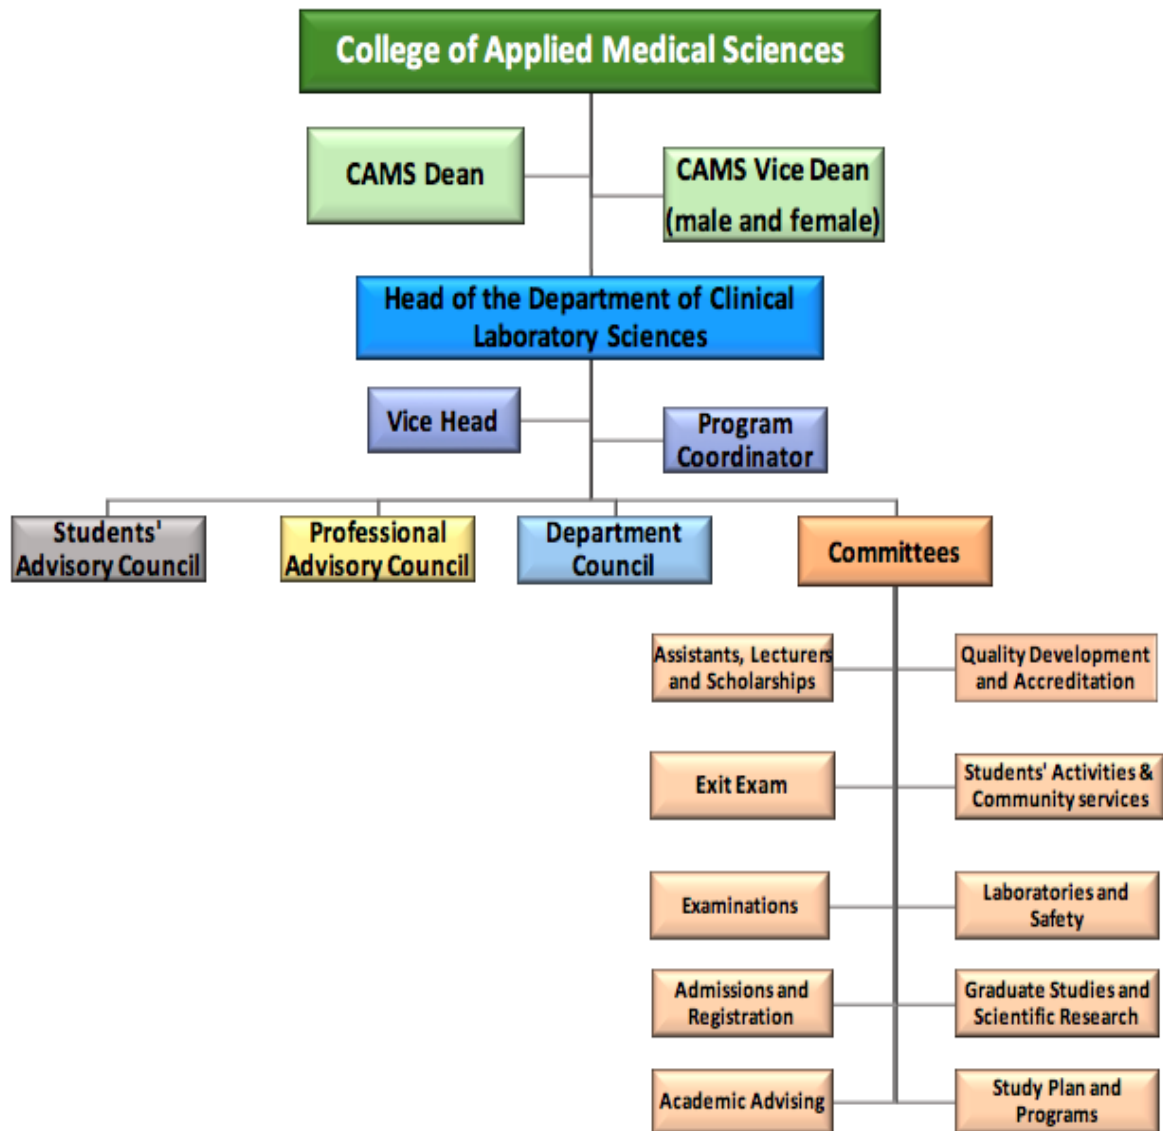 College of Applied Medical Sciences
CAMS Dean
CAMS Vice Dean
(male and female)
Head of the Department of Clinical
Laboratory Sciences
Vice Head
Program
Coordinator
Students'
Advisory Council
Professional
Advisory Council
Department
Council
Committees
Assistants, Lecturers
and Scholarships
Quality Development
and Accreditation
Exit Exam
Students' Activities &
Community services
Examinations
Laboratories and
Safety
Admissions and
Registration
Graduate Studies and
Scientific Research
Academic Advising
Study Plan and
Programs